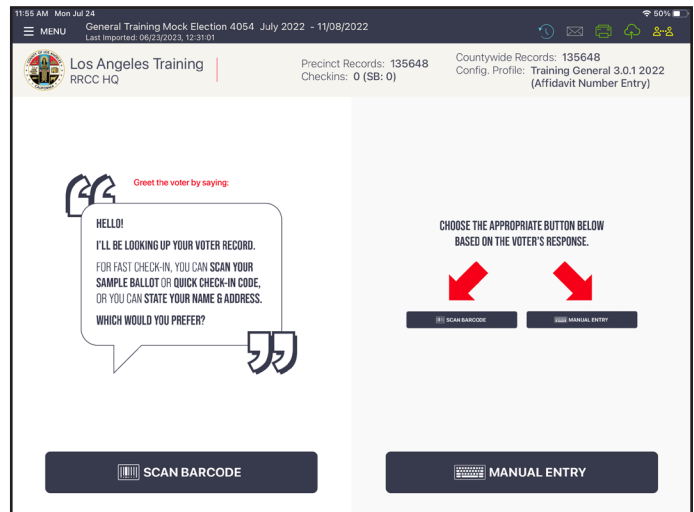 11:55 AM Mon Jul 24
50%
MENU
General Training Mock Election 4054 July 2022 - 11/08/2022
Last Imported: 06/23/2023, 12:31:01
Los Angeles Training
RRCC HQ
Precinct Records: 135648
Checkins: 0 (SB: 0)
Countywide Records: 135648
Config. Profile: Training General 3.0.1 2022
(Affidavit Number
Entry)
Greet the voter by saying:
HELLO!
I'LL BE LOOKING UP YOUR VOTER RECORD.
FOR FAST CHECK-IN, YOU CAN SCAN YOUR
SAMPLE BALLOT OR QUICK CHECK-IN CODE,
OR YOU CAN STATE YOUR NAME & ADDRESS.
WHICH WOULD YOU PREFER?
CHOOSE THE APPROPRIATE BUTTON BELOW
BASED ON THE VOTER'S RESPONSE.
SCAN BARCODE
MANUAL ENTRY
SCAN BARCODE
MANUAL ENTRY